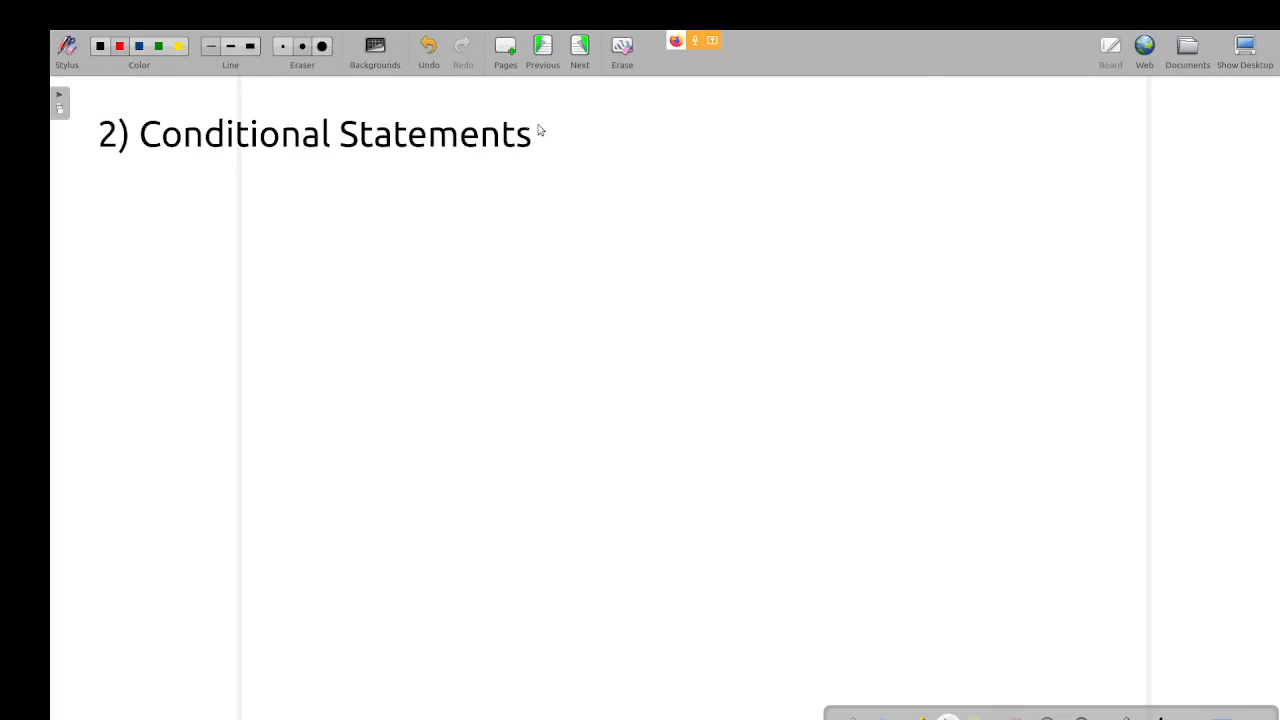 Stylus Color Line Eraser Backgrounds Undo Redo Pages Previous Next Erase Board Web Documents Show Desktop
2) Conditional Statements